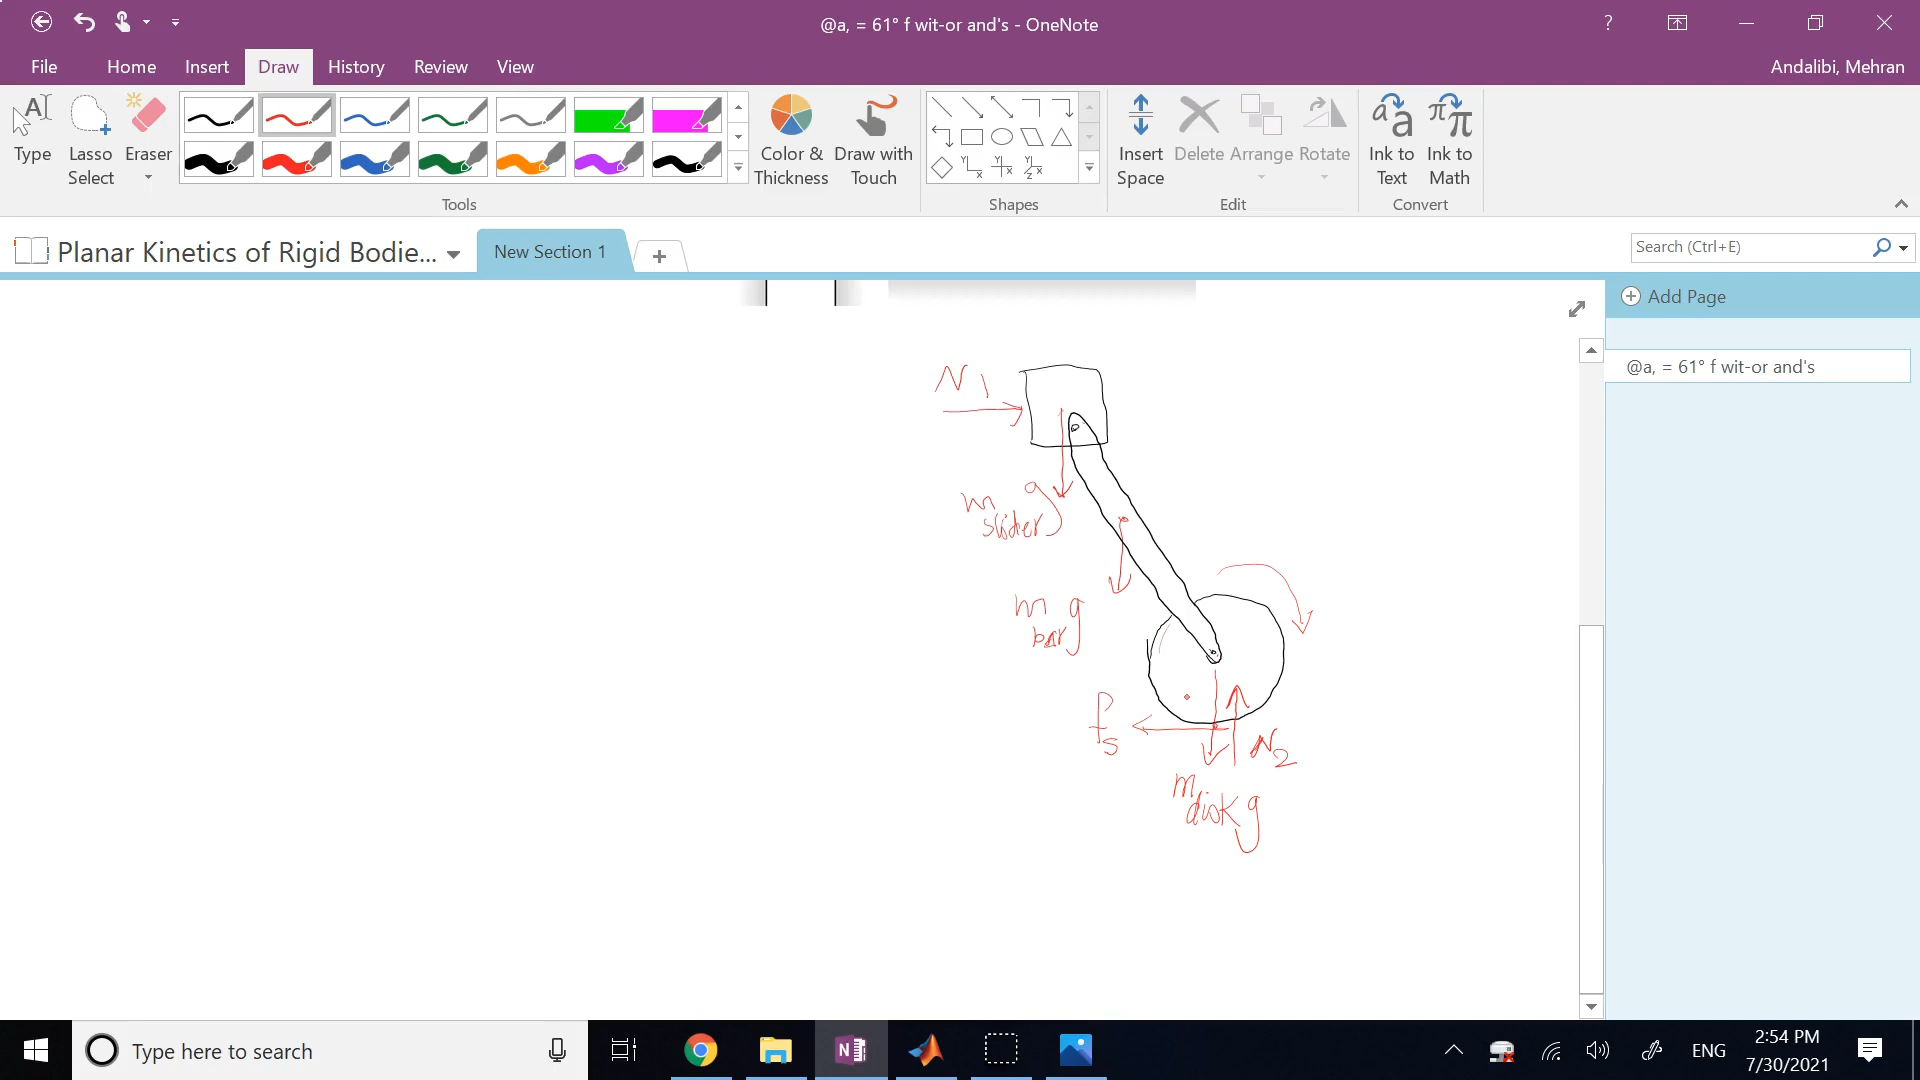 @a, = 61° f wit-or and's - OneNote
?
File Home Insert Draw History Review View
Andalibi, Mehran
Type
Lasso Select
Eraser
Color & Thickness
Draw with Touch
Insert Space
Delete
Arrange
Rotate
Ink to Text
Ink to Math
Tools
Shapes
Edit
Convert
Planar Kinetics of Rigid Bodie...
New Section 1
Search (Ctrl+E)
Add Page
@a, = 61° f wit-or and's
N1
m slider g
m bar g
fs
N2
m disk g
Type here to search
ENG
2:54 PM
7/30/2021